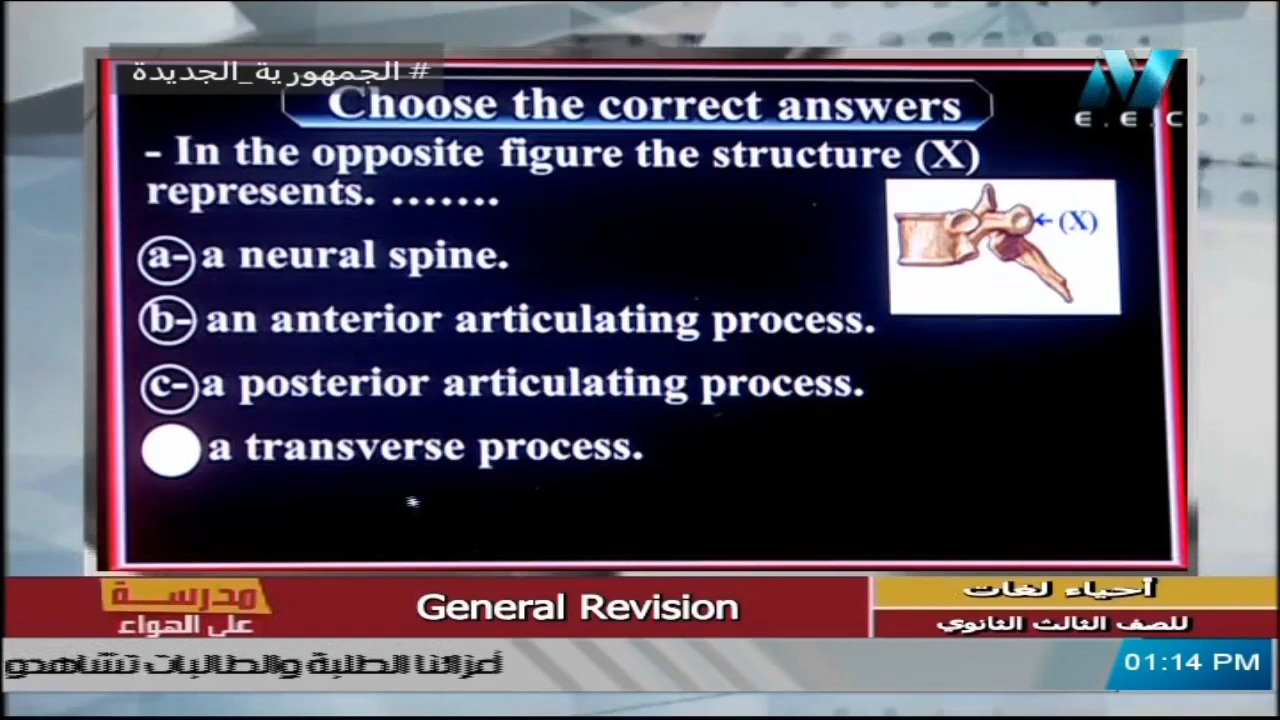 # الجمهورية_الجديدة
Choose the correct answers
E.E.C
- In the opposite figure the structure (X)
represents. .......
(X)
a- a neural spine.
b- an anterior articulating process.
c- a posterior articulating process.
a transverse process.
مدرسة
على الهواء
General Revision
أحياء لغات
للصف الثالث الثانوي
أعزائنا الطلبة والطالبات تشاهدو
01:14 PM